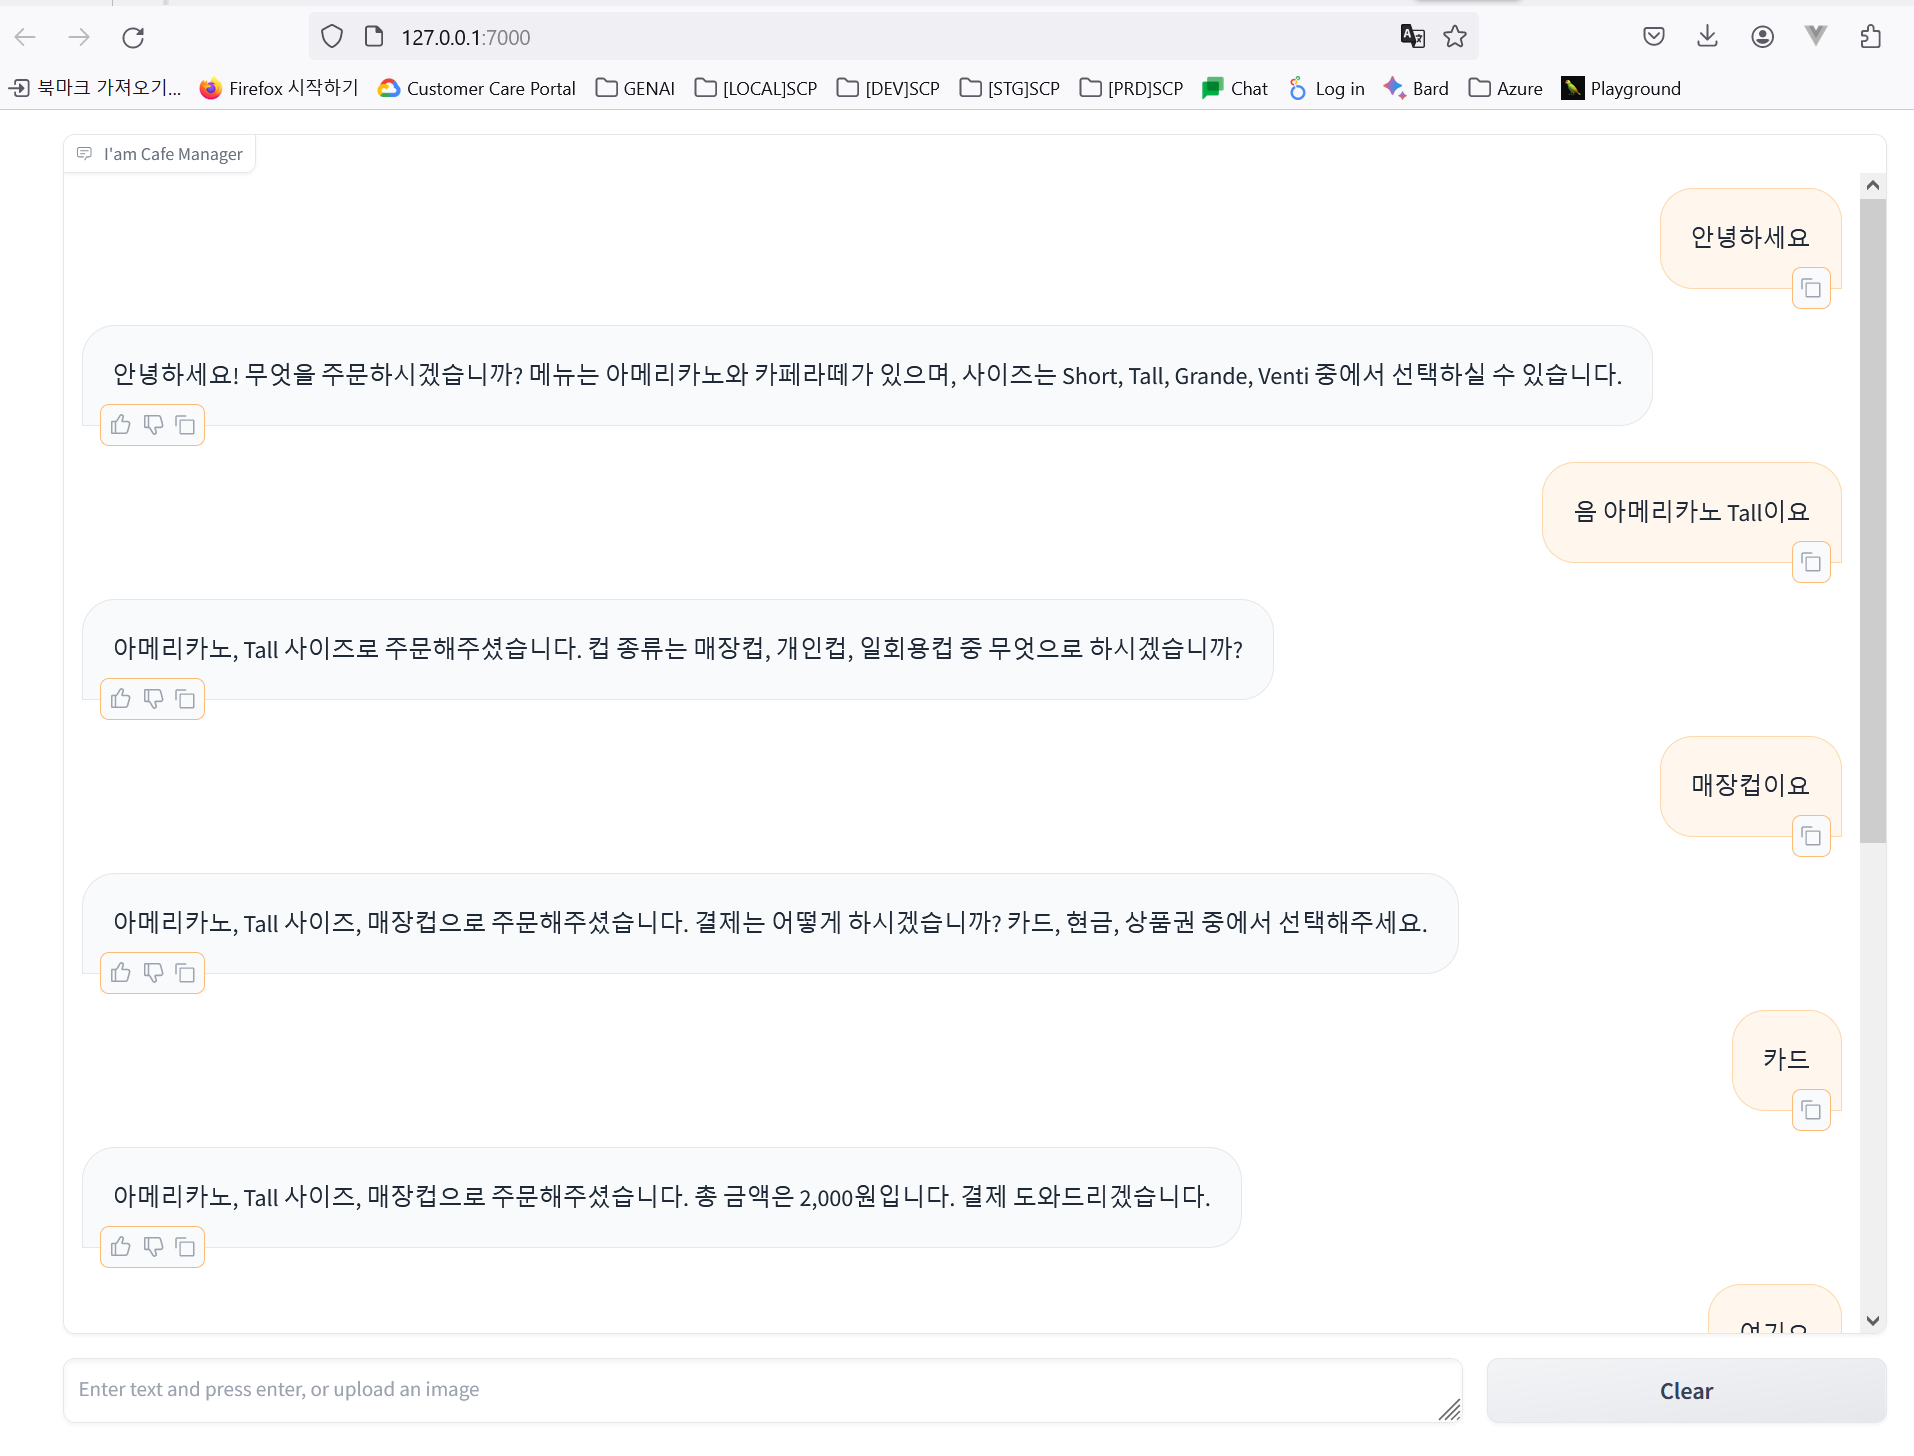 127.0.0.1:7000
북마크 가져오기... Firefox 시작하기 Customer Care Portal GENAI [LOCAL]SCP [DEV]SCP [STG]SCP [PRD]SCP Chat Log in Bard Azure Playground
I'am Cafe Manager
안녕하세요
안녕하세요! 무엇을 주문하시겠습니까? 메뉴는 아메리카노와 카페라떼가 있으며, 사이즈는 Short, Tall, Grande, Venti 중에서 선택하실 수 있습니다.
음 아메리카노 Tall이요
아메리카노, Tall 사이즈로 주문해주셨습니다. 컵 종류는 매장컵, 개인컵, 일회용컵 중 무엇으로 하시겠습니까?
매장컵이요
아메리카노, Tall 사이즈, 매장컵으로 주문해주셨습니다. 결제는 어떻게 하시겠습니까? 카드, 현금, 상품권 중에서 선택해주세요.
카드
아메리카노, Tall 사이즈, 매장컵으로 주문해주셨습니다. 총 금액은 2,000원입니다. 결제 도와드리겠습니다.
여기요
Enter text and press enter, or upload an image
Clear